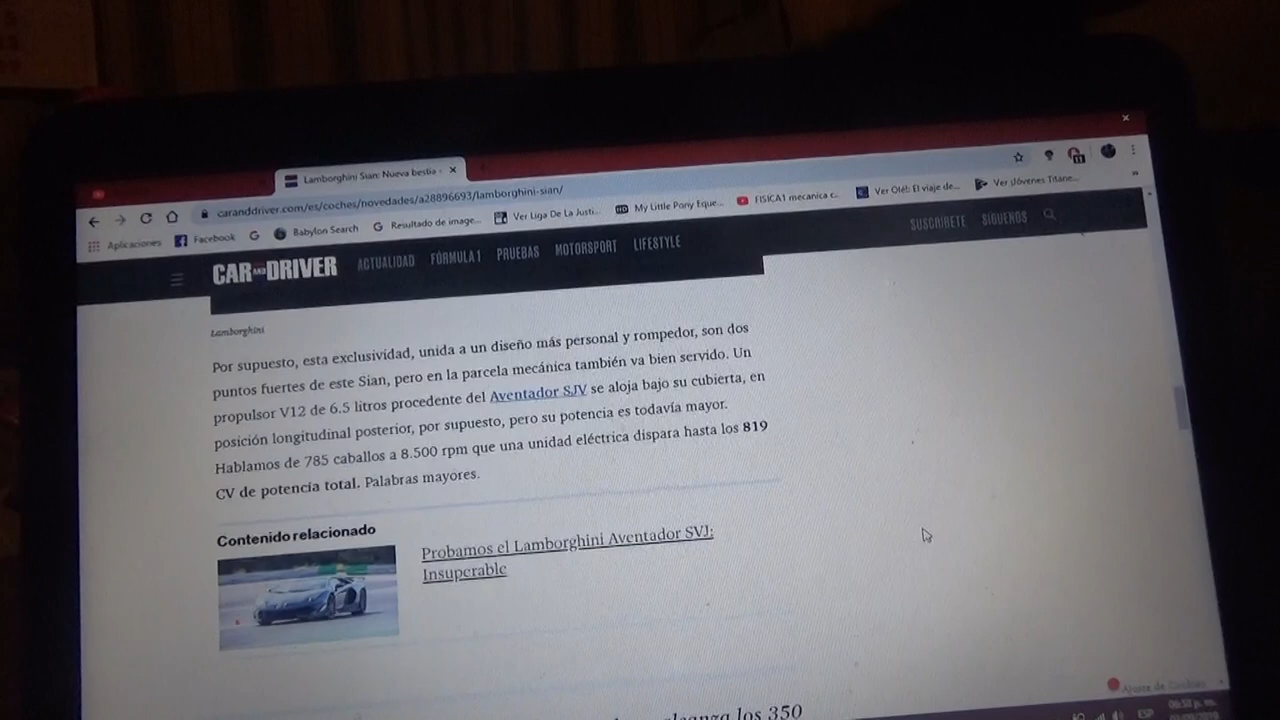 Lamborghini Sian: Nueva bestia
caranddriver.com/es/coches/novedades/a28896693/lamborghini-sian/
Aplicaciones Facebook Babylon Search Resultado de image... Ver Liga De La Justi... My Little Pony Eque... FISICA1 mecanica c... Ver Olé!: El viaje de... Ver ¡Jóvenes Titane...
CAR AND DRIVER ACTUALIDAD FÓRMULA 1 PRUEBAS MOTORSPORT LIFESTYLE SUSCRÍBETE SÍGUENOS
Lamborghini
Por supuesto, esta exclusividad, unida a un diseño más personal y rompedor, son dos
puntos fuertes de este Sian, pero en la parcela mecánica también va bien servido. Un
propulsor V12 de 6.5 litros procedente del Aventador SJV se aloja bajo su cubierta, en
posición longitudinal posterior, por supuesto, pero su potencia es todavía mayor.
Hablamos de 785 caballos a 8.500 rpm que una unidad eléctrica dispara hasta los 819
CV de potencia total. Palabras mayores.
Contenido relacionado
Probamos el Lamborghini Aventador SVJ:
Insuperable
los 350
Ajuste de Cookies
ESP